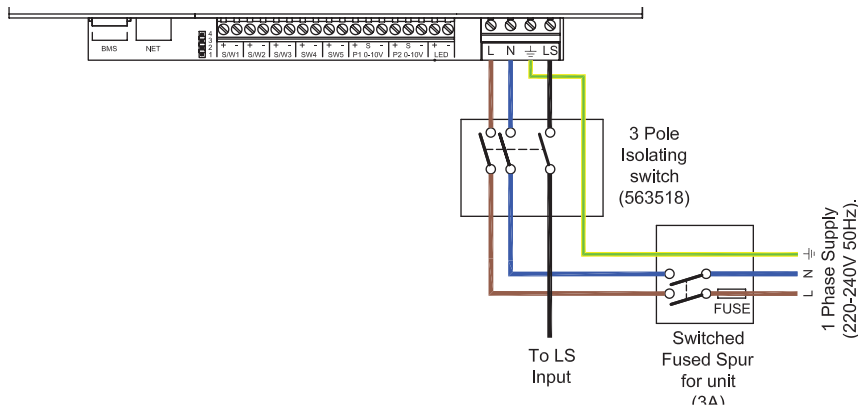 BMS
NET
4
3
2
1
+ - + - + - + - + - + S - + S - + -
S/W1 S/W2 S/W3 SW4 SW5 P1 0-10V P2 0-10V LED
L N LS
3 Pole
Isolating
switch
(563518)
N
L
1 Phase Supply
(220-240V 50Hz).
FUSE
To LS
Input
Switched
Fused Spur
for unit
(3A)